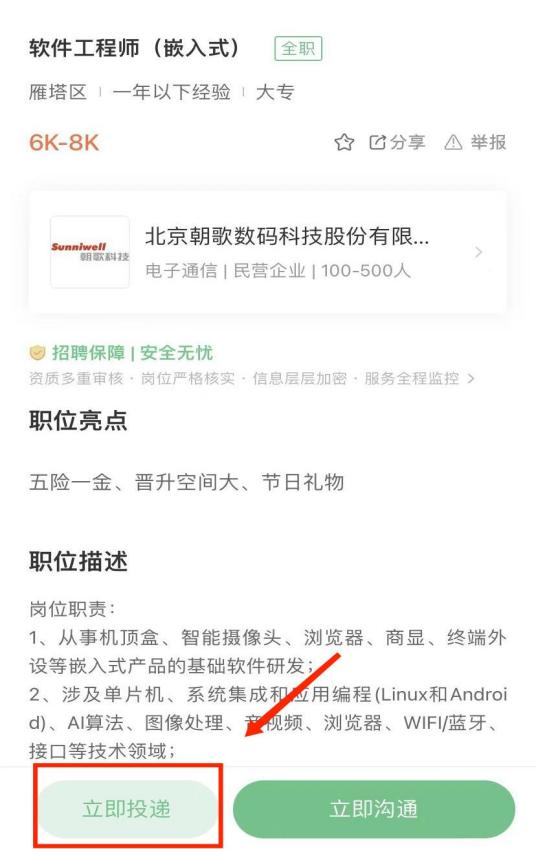 软件工程师（嵌入式） 全职
雁塔区 | 一年以下经验 | 大专
6K-8K 分享 举报
Sunniwell
朝歌科技
北京朝歌数码科技股份有限...
电子通信 | 民营企业 | 100-500人
招聘保障 | 安全无忧
资质多重审核 · 岗位严格核实 · 信息层层加密 · 服务全程监控 >
职位亮点
五险一金、晋升空间大、节日礼物
职位描述
岗位职责：
1、从事机顶盒、智能摄像头、浏览器、商显、终端外
设等嵌入式产品的基础软件研发；
2、涉及单片机、系统集成和应用编程(Linux和Androi
d)、AI算法、图像处理、音视频、浏览器、WIFI/蓝牙、
接口等技术领域；
立即投递 立即沟通